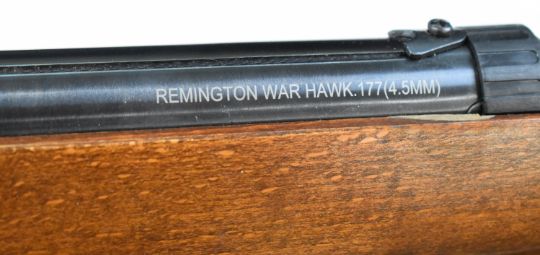 REMINGTON WAR HAWK.177(4.5MM)